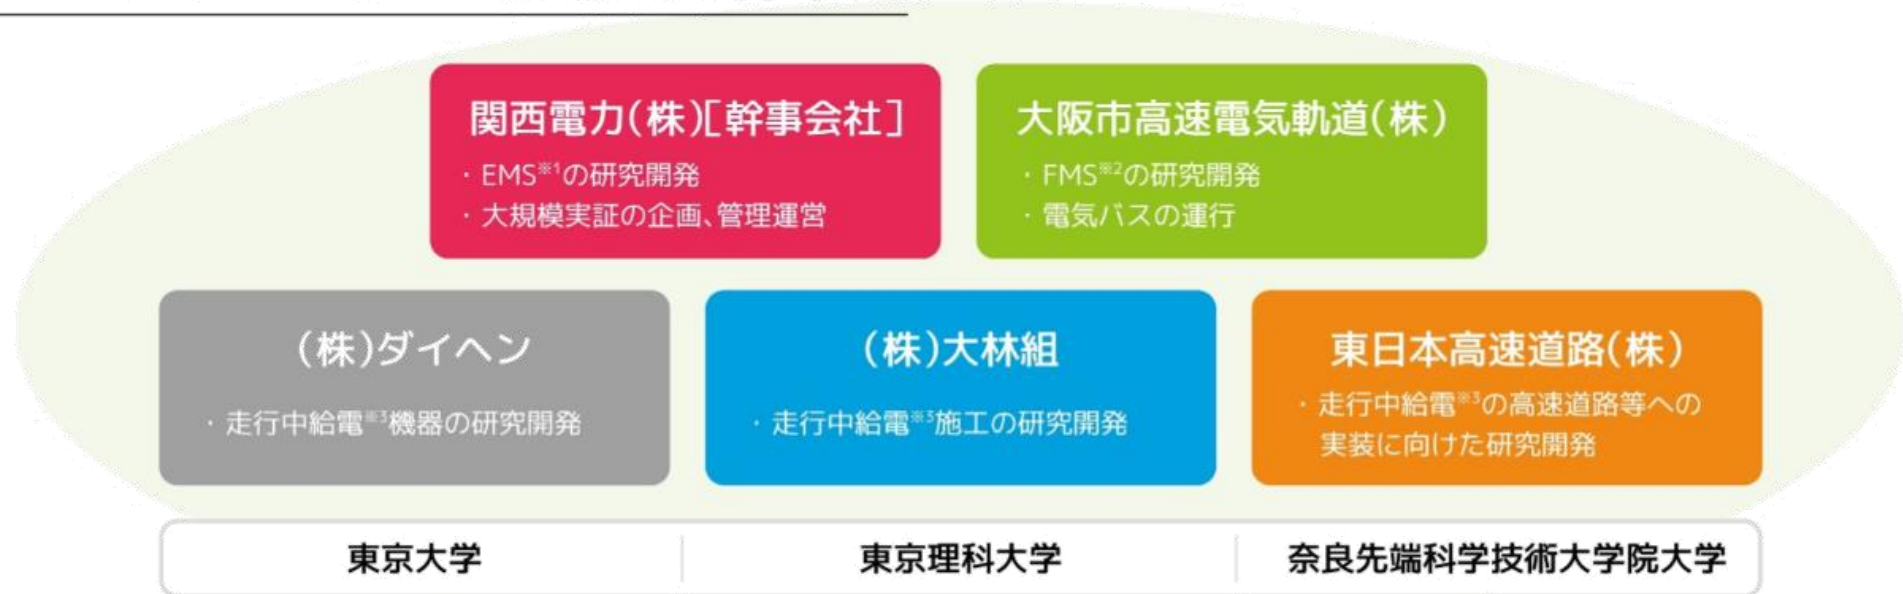 関西電力(株)[幹事会社]
・EMS※1の研究開発
・大規模実証の企画、管理運営
大阪市高速電気軌道(株)
・FMS※2の研究開発
・電気バスの運行
(株)ダイヘン
・走行中給電※3機器の研究開発
(株)大林組
・走行中給電※3施工の研究開発
東日本高速道路(株)
・走行中給電※3の高速道路等への
実装に向けた研究開発
東京大学
東京理科大学
奈良先端科学技術大学院大学